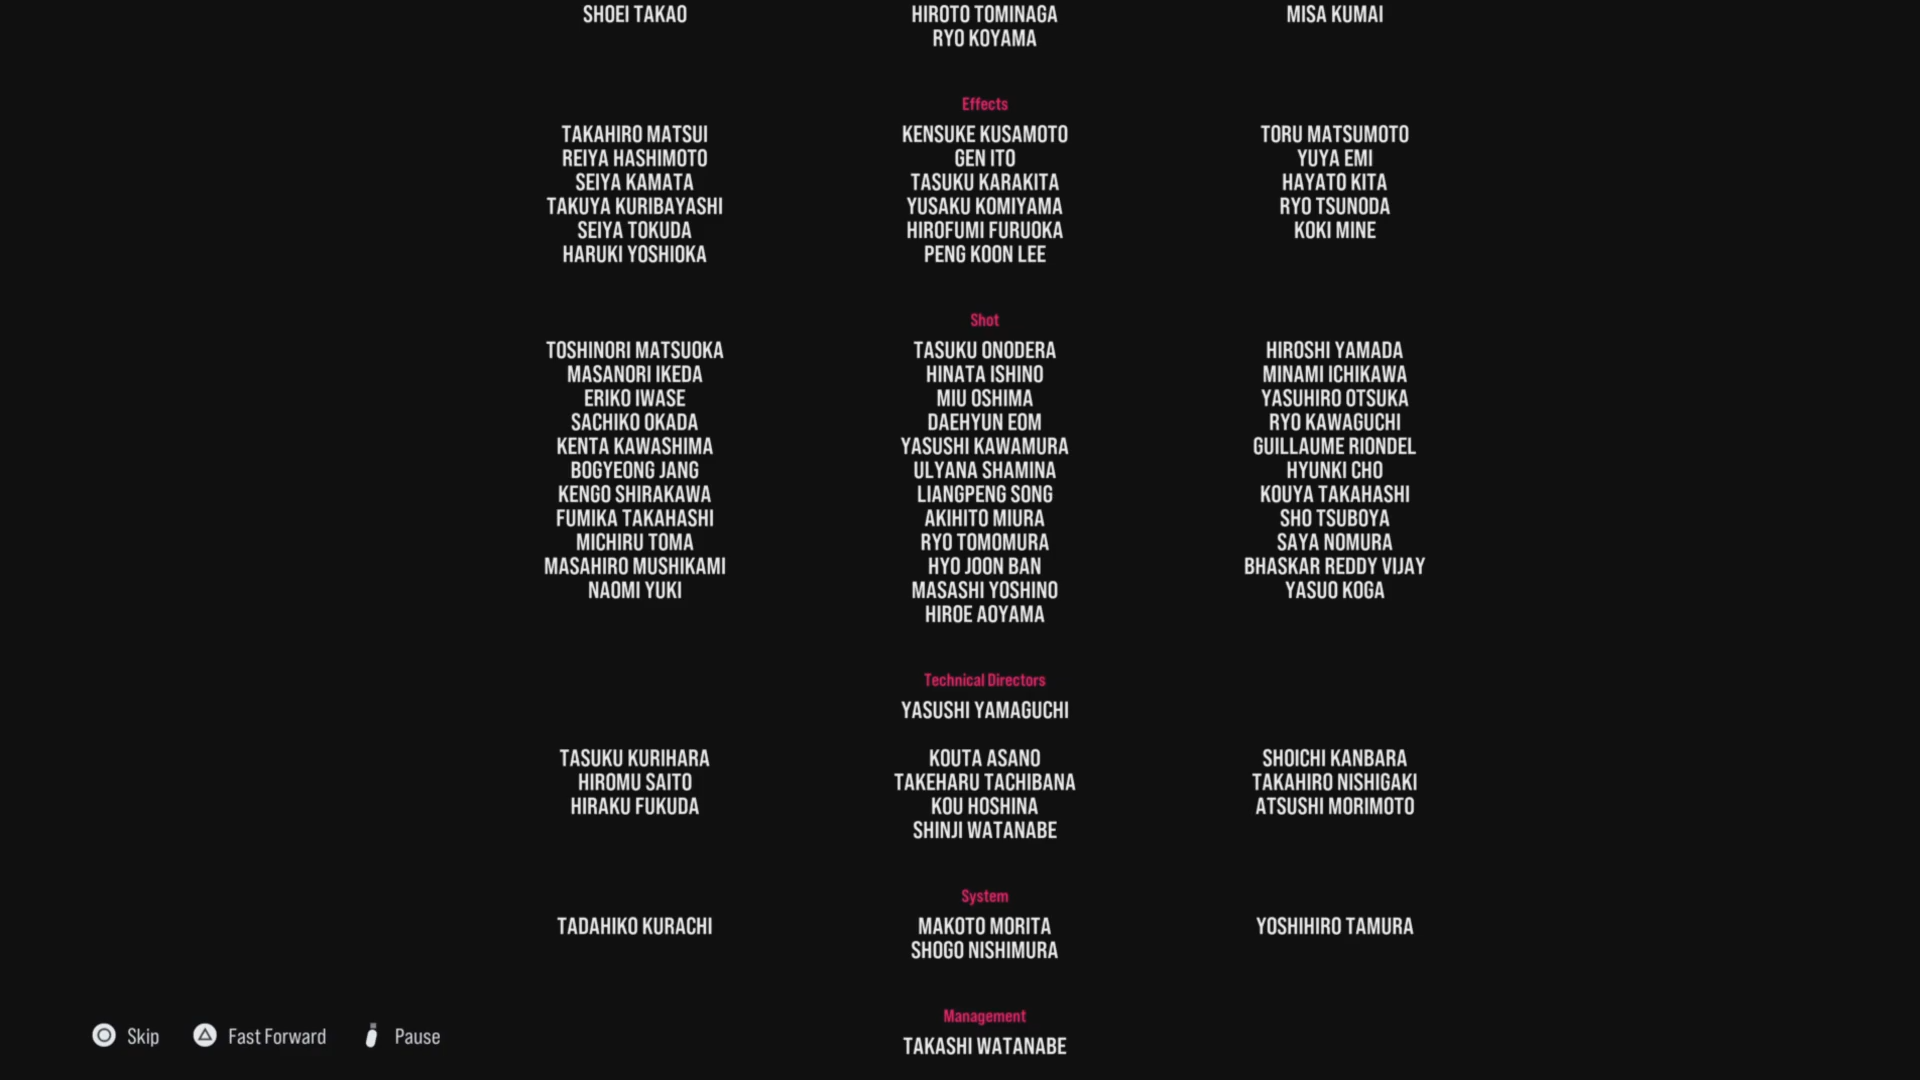 SHOEI TAKAO HIROTO TOMINAGA MISA KUMAI
RYO KOYAMA
Effects
TAKAHIRO MATSUI KENSUKE KUSAMOTO TORU MATSUMOTO
REIYA HASHIMOTO GEN ITO YUYA EMI
SEIYA KAMATA TASUKU KARAKITA HAYATO KITA
TAKUYA KURIBAYASHI YUSAKU KOMIYAMA RYO TSUNODA
SEIYA TOKUDA HIROFUMI FURUOKA KOKI MINE
HARUKI YOSHIOKA PENG KOON LEE
Shot
TOSHINORI MATSUOKA TASUKU ONODERA HIROSHI YAMADA
MASANORI IKEDA HINATA ISHINO MINAMI ICHIKAWA
ERIKO IWASE MIU OSHIMA YASUHIRO OTSUKA
SACHIKO OKADA DAEHYUN EOM RYO KAWAGUCHI
KENTA KAWASHIMA YASUSHI KAWAMURA GUILLAUME RIONDEL
BOGYEONG JANG ULYANA SHAMINA HYUNKI CHO
KENGO SHIRAKAWA LIANGPENG SONG KOUYA TAKAHASHI
FUMIKA TAKAHASHI AKIHITO MIURA SHO TSUBOYA
MICHIRU TOMA RYO TOMOMURA SAYA NOMURA
MASAHIRO MUSHIKAMI HYO JOON BAN BHASKAR REDDY VIJAY
NAOMI YUKI MASASHI YOSHINO YASUO KOGA
HIROE AOYAMA
Technical Directors
YASUSHI YAMAGUCHI
TASUKU KURIHARA KOUTA ASANO SHOICHI KANBARA
HIROMU SAITO TAKEHARU TACHIBANA TAKAHIRO NISHIGAKI
HIRAKU FUKUDA KOU HOSHINA ATSUSHI MORIMOTO
SHINJI WATANABE
System
TADAHIKO KURACHI MAKOTO MORITA YOSHIHIRO TAMURA
SHOGO NISHIMURA
Management
TAKASHI WATANABE
Skip Fast Forward Pause